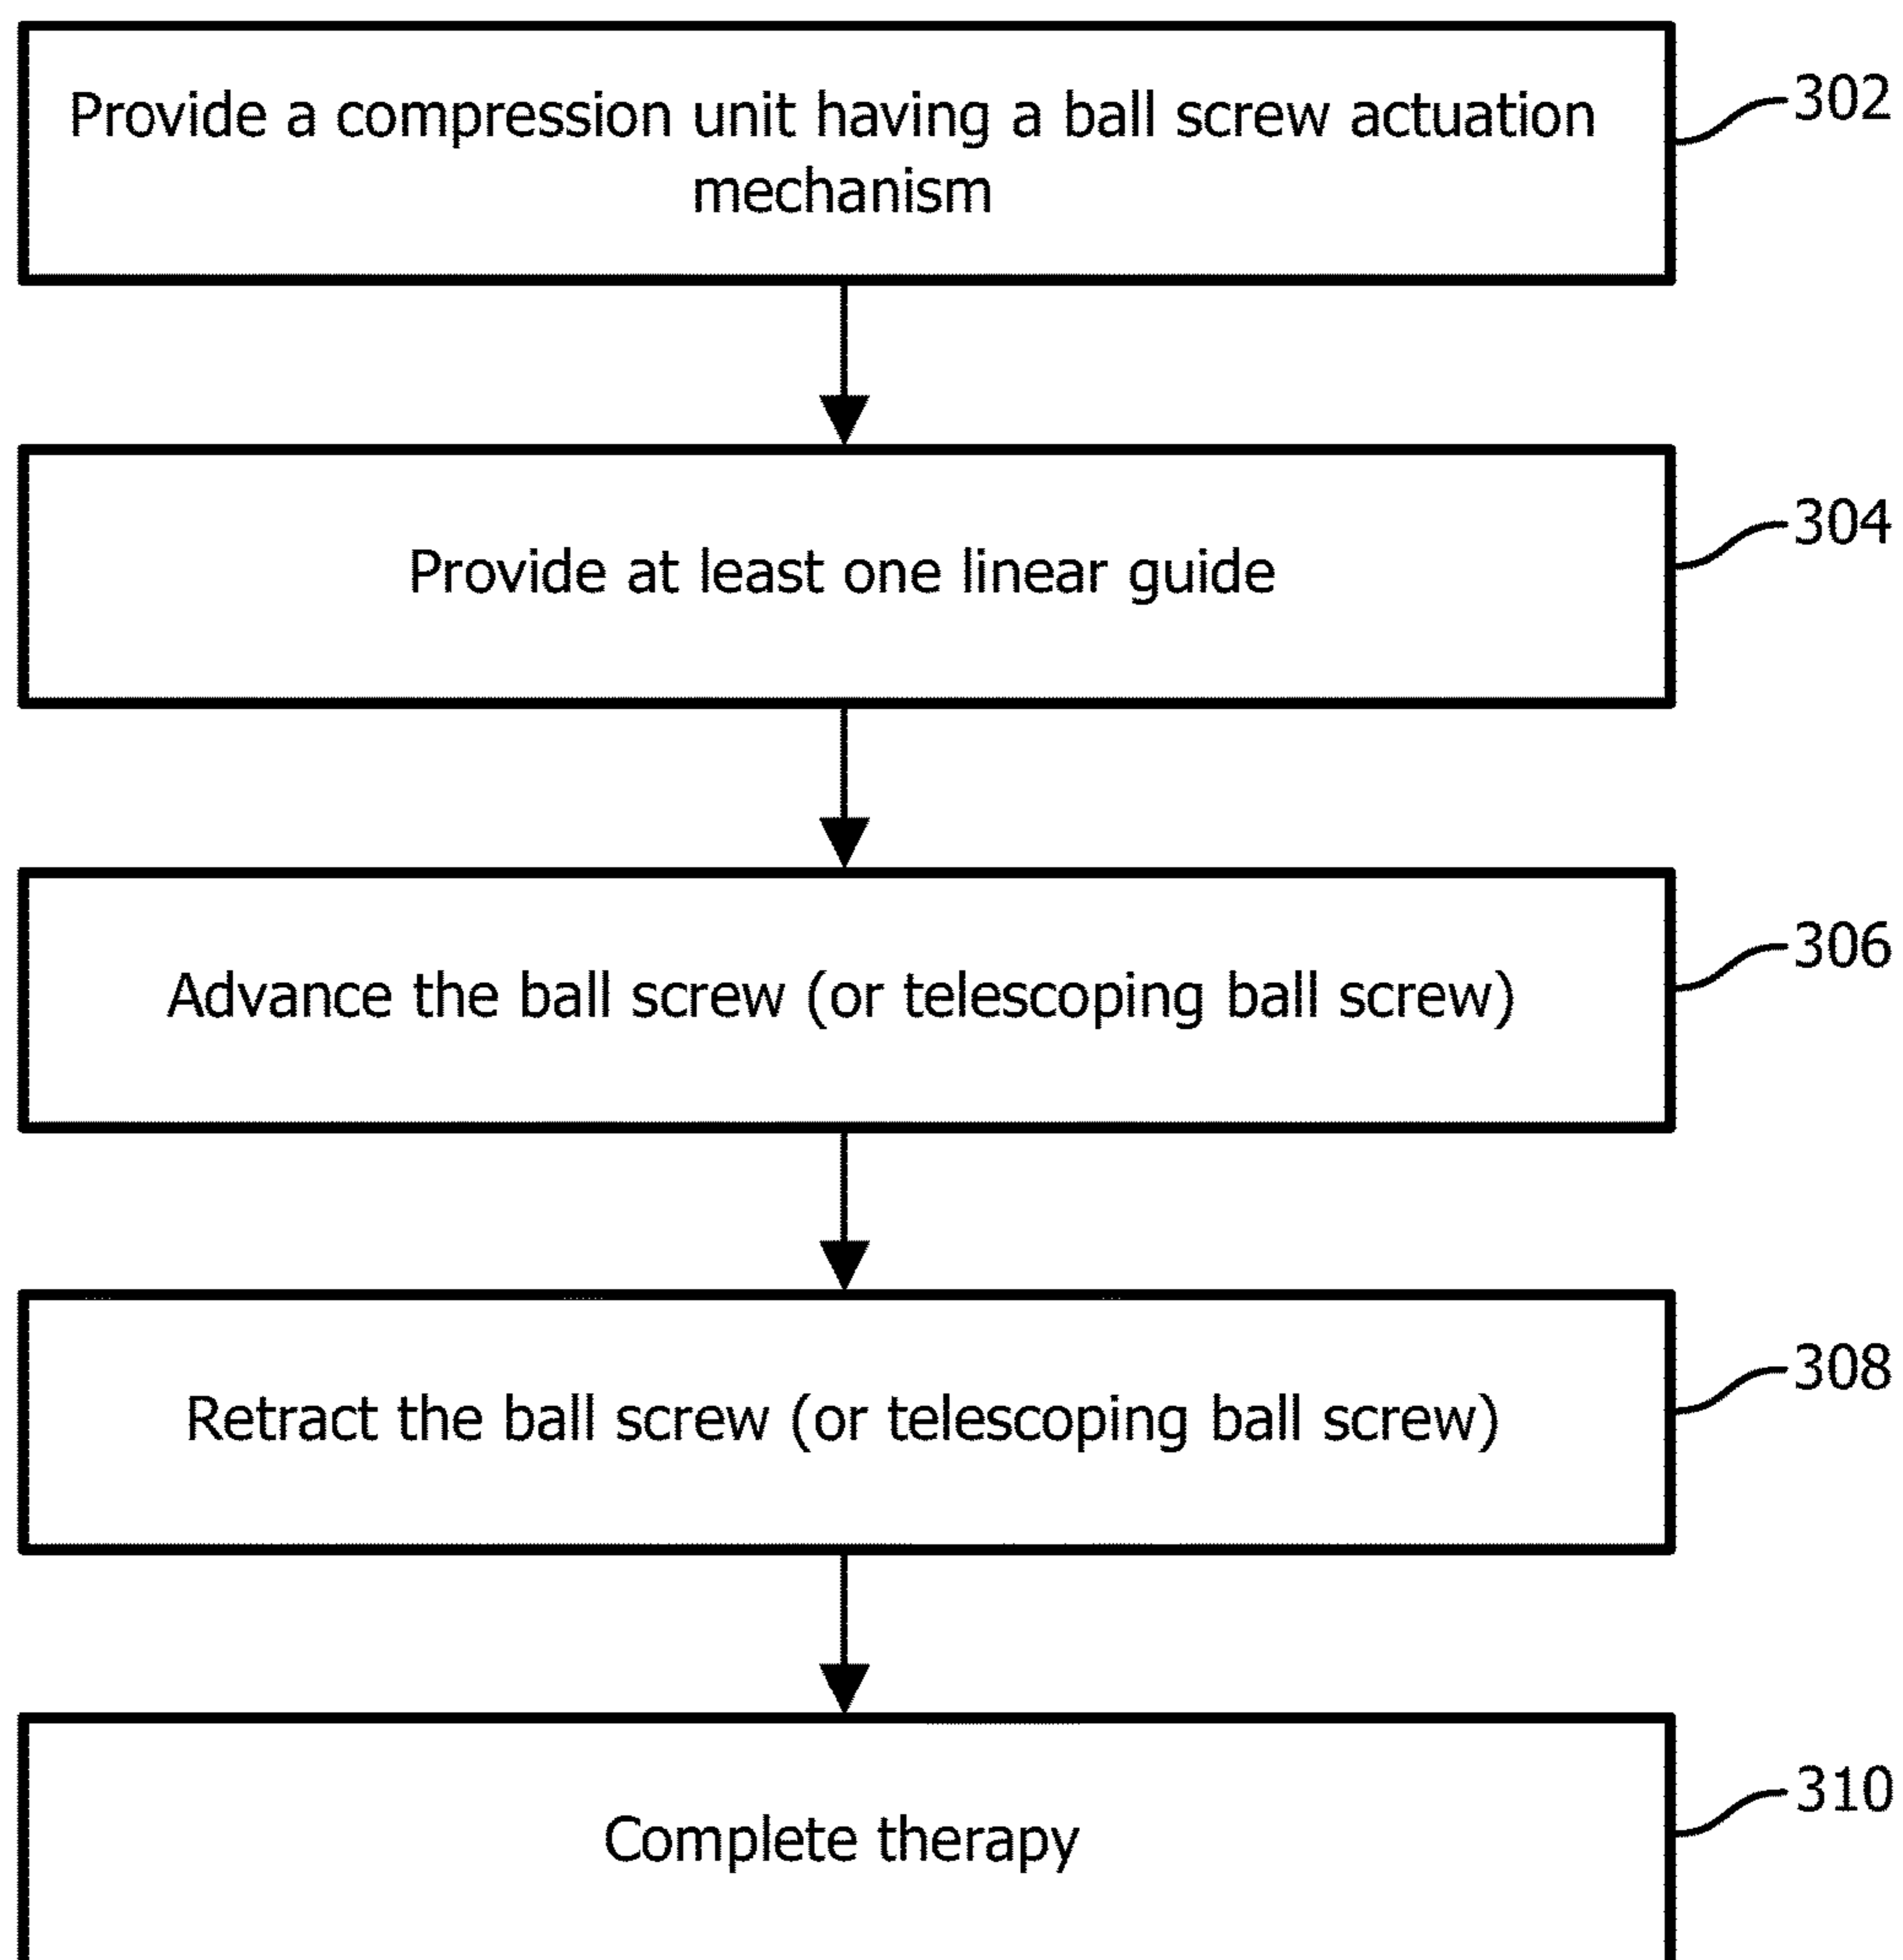 Provide a compression unit having a ball screw actuation
mechanism
302
Provide at least one linear guide
304
Advance the ball screw (or telescoping ball screw)
306
Retract the ball screw (or telescoping ball screw)
308
Complete therapy
310